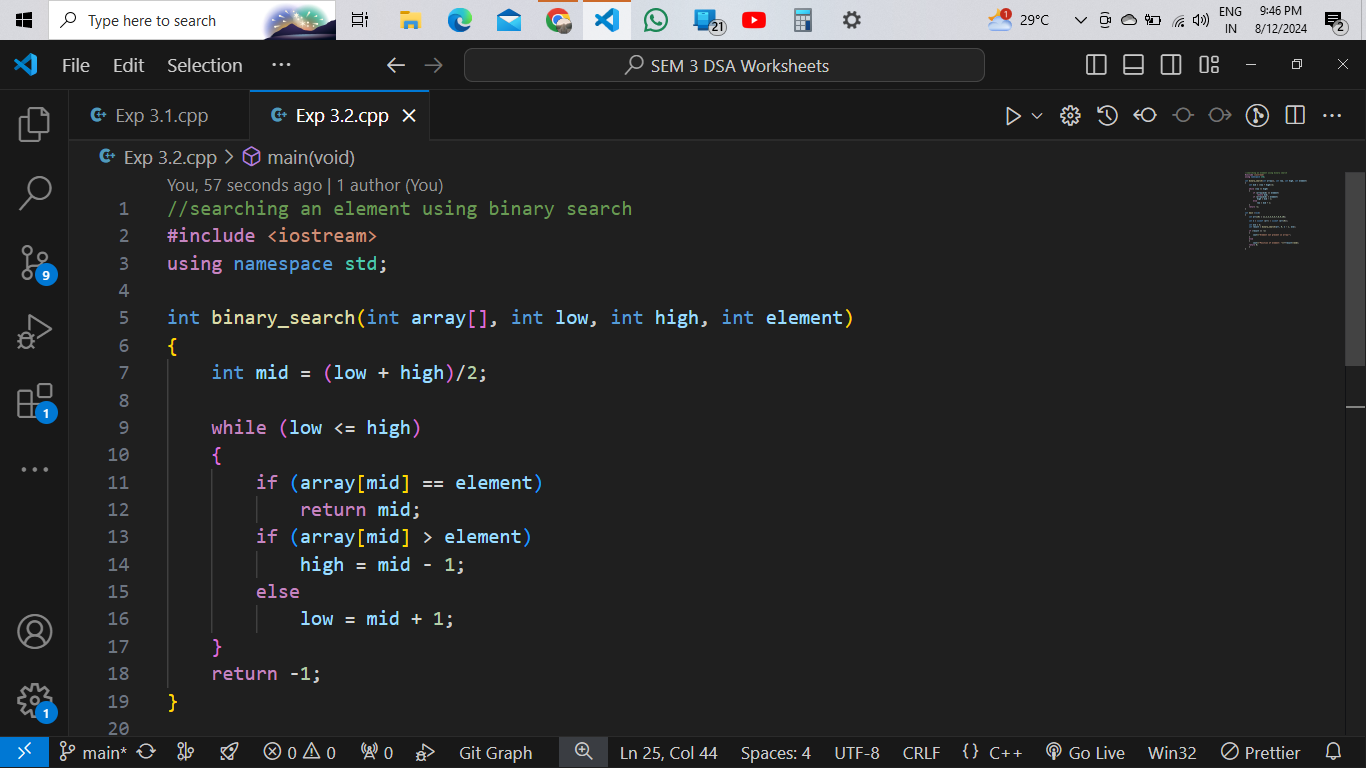 Type here to search
21
1
29°C
ENG
IN
9:46 PM
8/12/2024
2
File Edit Selection ···
SEM 3 DSA Worksheets
Exp 3.1.cpp
Exp 3.2.cpp
Exp 3.2.cpp > main(void)
You, 57 seconds ago | 1 author (You)
1 //searching an element using binary search
2 #include <iostream>
3 using namespace std;
4
5 int binary_search(int array[], int low, int high, int element)
6 {
7     int mid = (low + high)/2;
8
9     while (low <= high)
10     {
11         if (array[mid] == element)
12             return mid;
13         if (array[mid] > element)
14             high = mid - 1;
15         else
16             low = mid + 1;
17     }
18     return -1;
19 }
20
9
1
1
main* 0 0 0 Git Graph Ln 25, Col 44 Spaces: 4 UTF-8 CRLF {} C++ Go Live Win32 Prettier